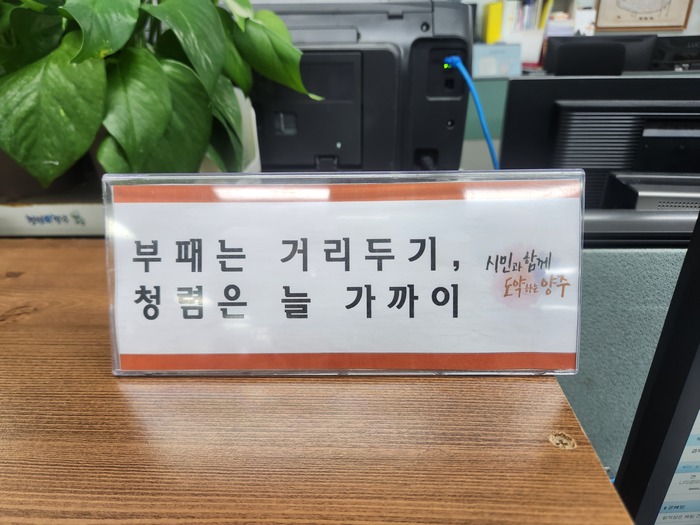 부패는 거리두기,
청렴은 늘 가까이
시민과 함께
도약하는 양주